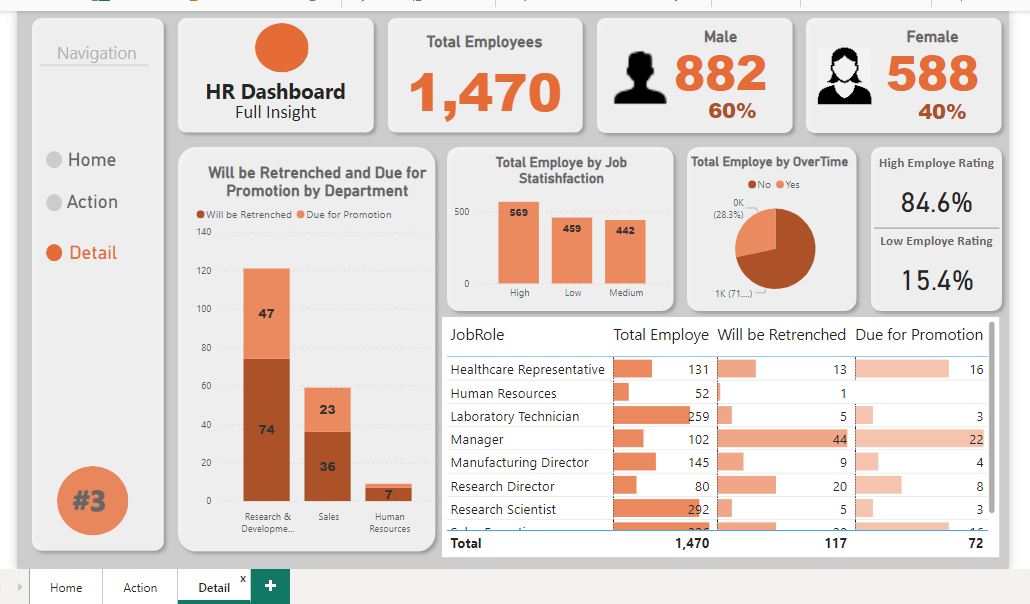 Navigation
Home
Action
Detail
#3
HR Dashboard
Full Insight
Total Employees
1,470
Male
882
60%
Female
588
40%
Will be Retrenched and Due for
Promotion by Department
Will be Retrenched Due for Promotion
140
120
100
80
60
40
20
0
47
74
23
36
7
Research &
Developme...
Sales
Human
Resources
Total Employe by Job
Statishfaction
500
0
569
459
442
High
Low
Medium
Total Employe by OverTime
No Yes
0K
(28.3%)
1K (71....)
High Employe Rating
84.6%
Low Employe Rating
15.4%
JobRole Total Employe Will be Retrenched Due for Promotion
Healthcare Representative 131 13 16
Human Resources 52 1
Laboratory Technician 259 5 3
Manager 102 44 22
Manufacturing Director 145 9 4
Research Director 80 20 8
Research Scientist 292 5 3
Total 1,470 117 72
Home
Action
Detail x
+